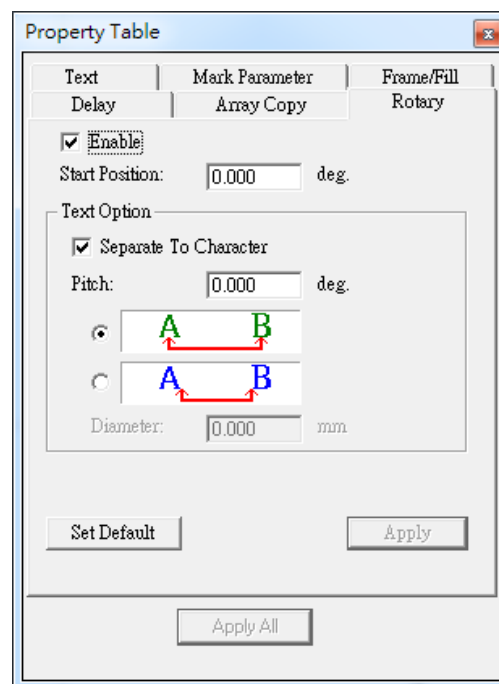 Property Table
x
Text Mark Parameter Frame/Fill
Delay Array Copy Rotary
Enable
Start Position: 0.000 deg.
Text Option
Separate To Character
Pitch: 0.000 deg.
A B
A B
Diameter: 0.000 mm
Set Default Apply
Apply All